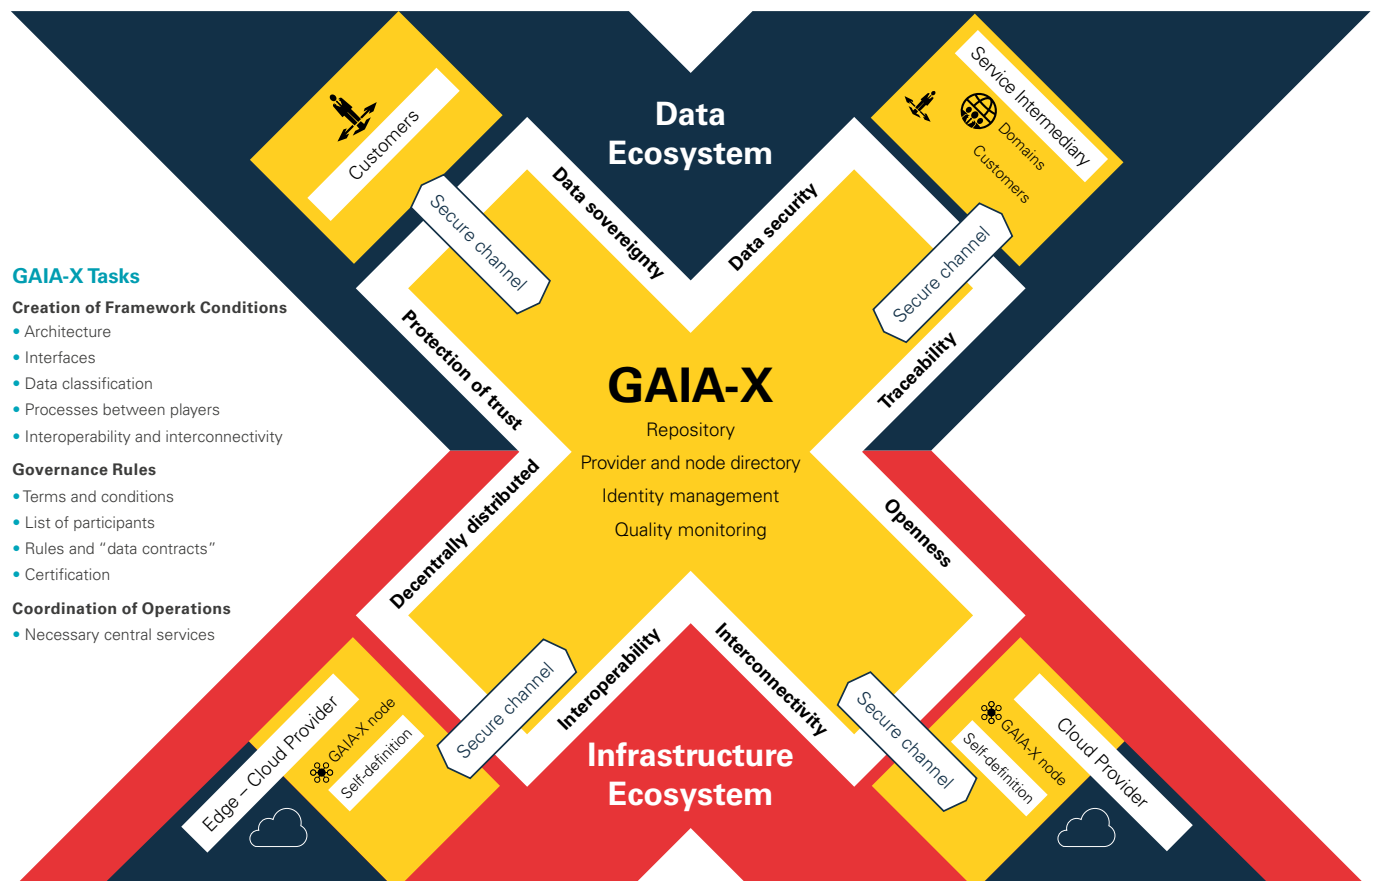 Data
Ecosystem
Customers
Service Intermediary
Domains
Customers
Secure channel
Data sovereignty
Data security
Secure channel
GAIA-X Tasks
Creation of Framework Conditions
• Architecture
• Interfaces
• Data classification
• Processes between players
• Interoperability and interconnectivity
Governance Rules
• Terms and conditions
• List of participants
• Rules and “data contracts”
• Certification
Coordination of Operations
• Necessary central services
Protection of trust
Traceability
GAIA-X
Repository
Provider and node directory
Identity management
Quality monitoring
Decentrally distributed
Openness
Interoperability
Interconnectivity
Secure channel
Secure channel
Edge – Cloud Provider
GAIA-X node
Self-definition
Infrastructure
Ecosystem
Cloud Provider
GAIA-X node
Self-definition